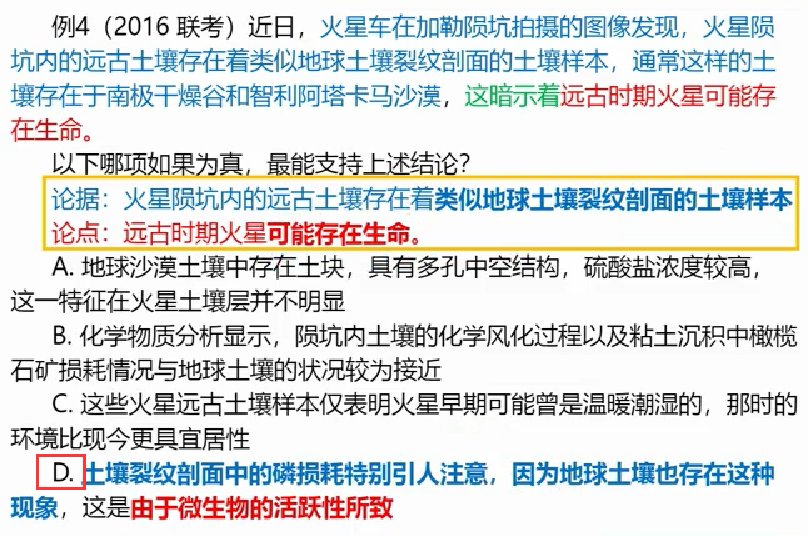 例4（2016 联考）近日，火星车在加勒陨坑拍摄的图像发现，火星陨
坑内的远古土壤存在着类似地球土壤裂纹剖面的土壤样本，通常这样的土
壤存在于南极干燥谷和智利阿塔卡马沙漠，这暗示着远古时期火星可能存
在生命。
以下哪项如果为真，最能支持上述结论？
论据：火星陨坑内的远古土壤存在着类似地球土壤裂纹剖面的土壤样本
论点：远古时期火星可能存在生命。
A. 地球沙漠土壤中存在土块，具有多孔中空结构，硫酸盐浓度较高，
这一特征在火星土壤层并不明显
B. 化学物质分析显示，陨坑内土壤的化学风化过程以及粘土沉积中橄榄
石矿损耗情况与地球土壤的状况较为接近
C. 这些火星远古土壤样本仅表明火星早期可能曾是温暖潮湿的，那时的
环境比现今更具宜居性
D. 土壤裂纹剖面中的磷损耗特别引人注意，因为地球土壤也存在这种
现象，这是由于微生物的活跃性所致